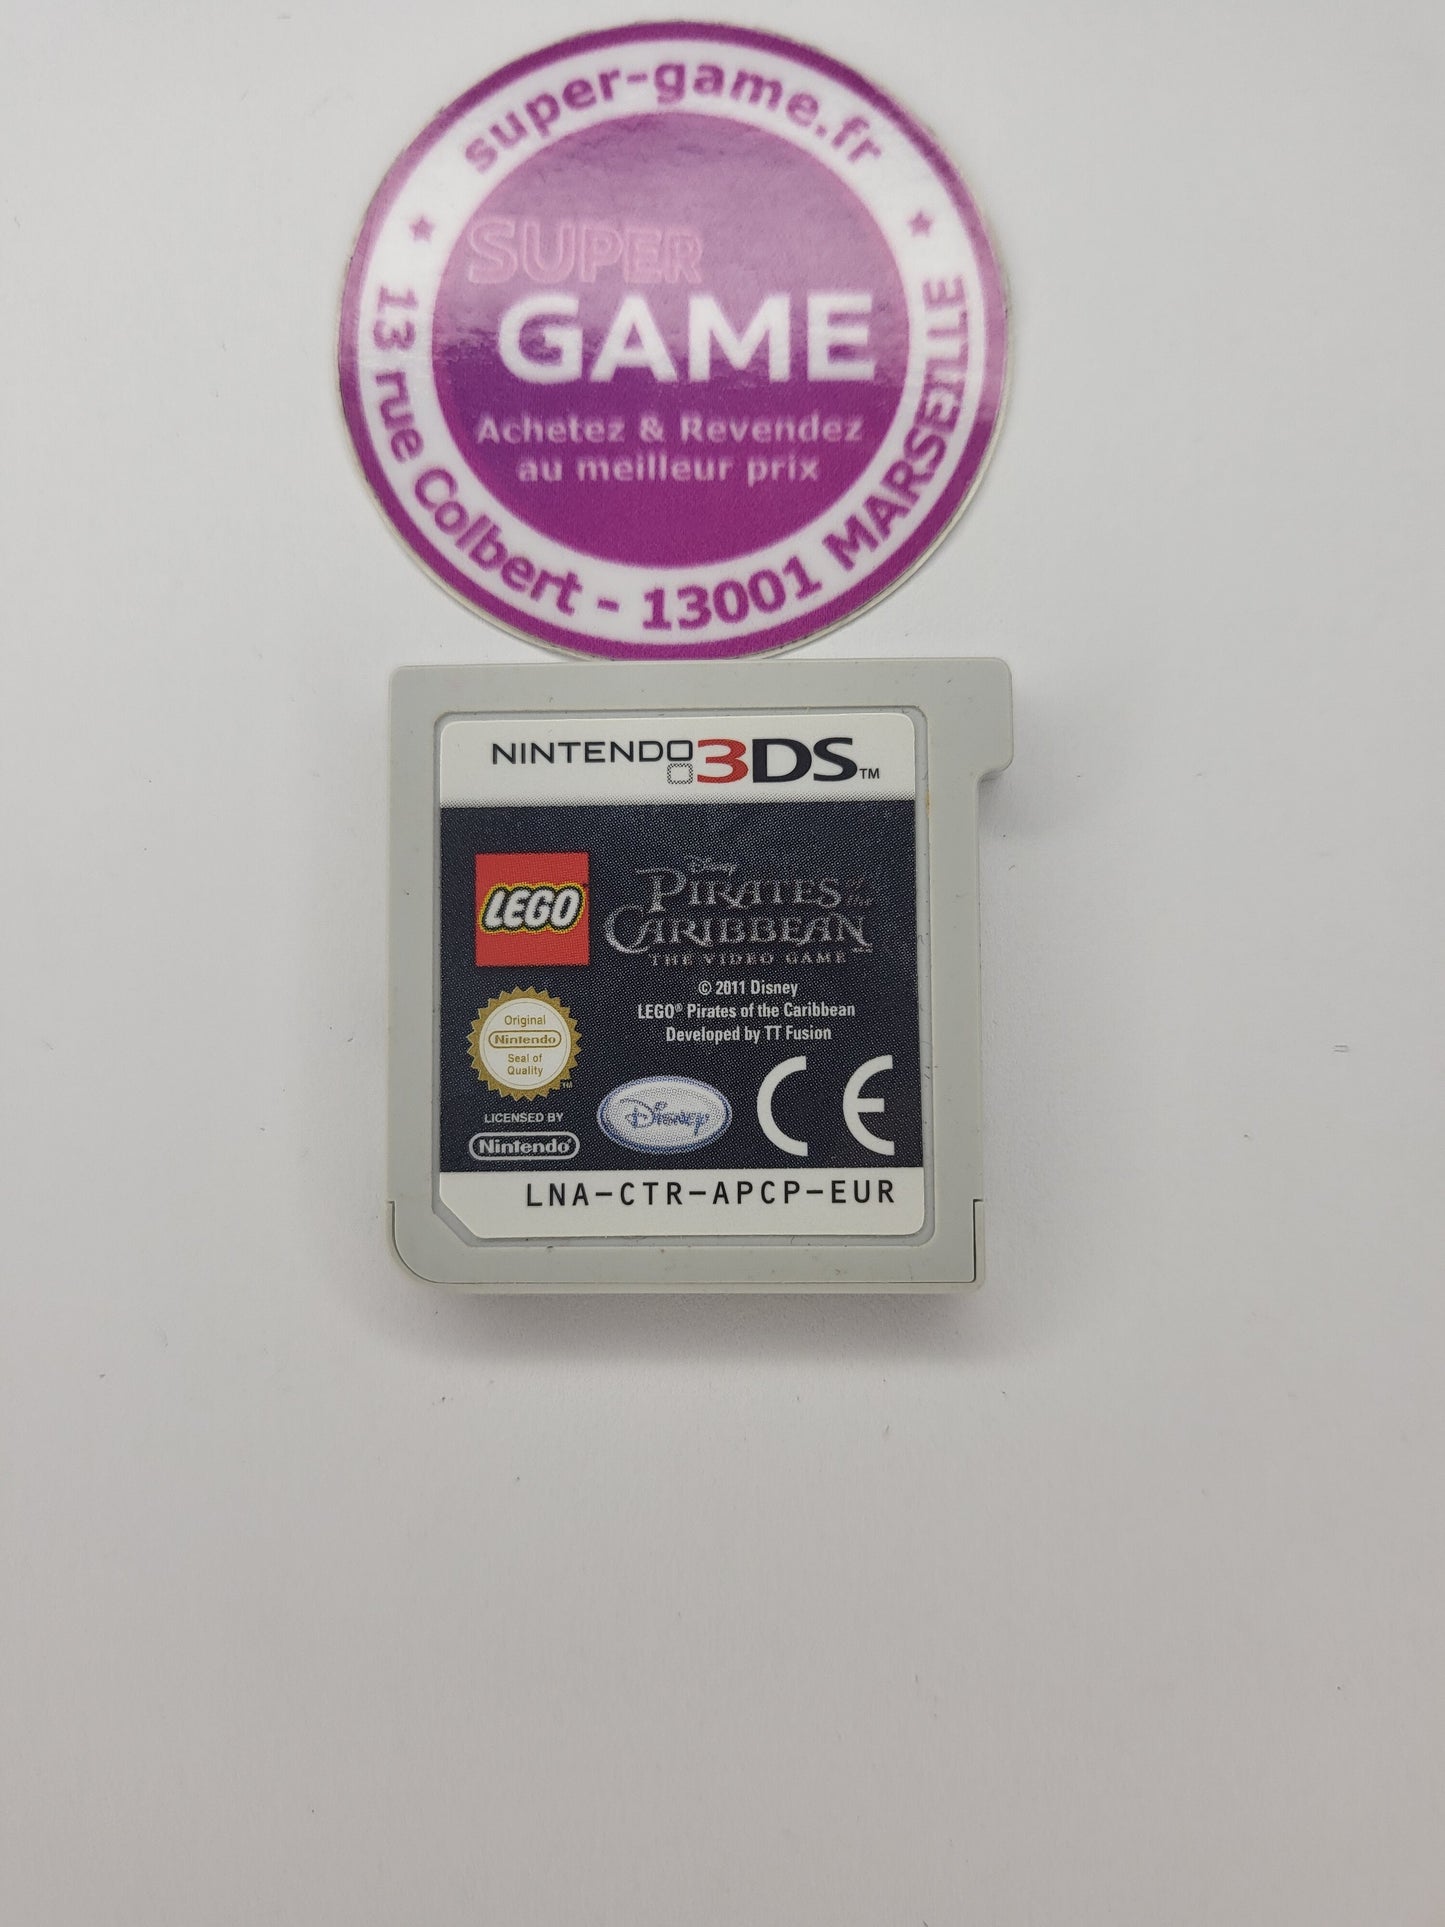 super-game.fr
SUPER
GAME
Achetez & Revendez
au meilleur prix
13 rue Colbert - 13001 MARSEILLE
NINTENDO 3DS™
LEGO
Disney
PIRATES of the
CARIBBEAN
THE VIDEO GAME
© 2011 Disney
LEGO® Pirates of the Caribbean
Developed by TT Fusion
Original
Nintendo
Seal of
Quality
TM
LICENSED BY
Nintendo®
Disney
CE
LNA-CTR-APCP-EUR